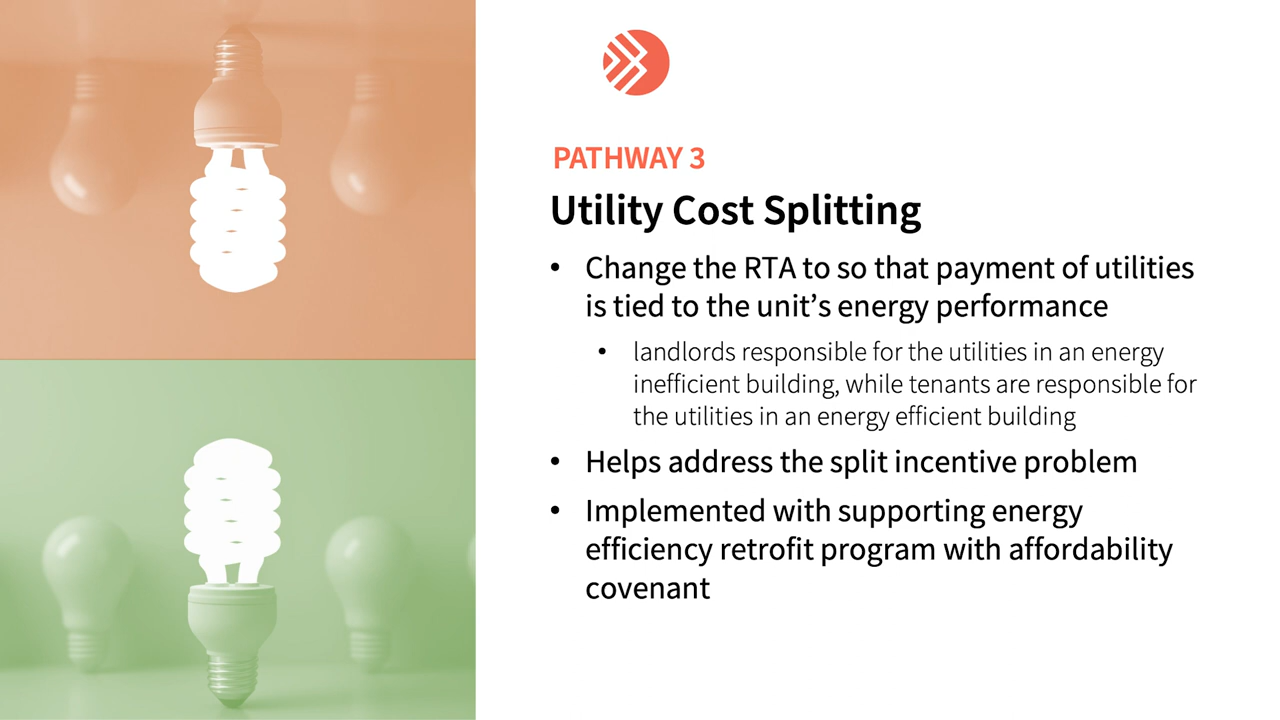 PATHWAY 3
Utility Cost Splitting
• Change the RTA to so that payment of utilities
is tied to the unit’s energy performance
• landlords responsible for the utilities in an energy
inefficient building, while tenants are responsible for
the utilities in an energy efficient building
• Helps address the split incentive problem
• Implemented with supporting energy
efficiency retrofit program with affordability
covenant